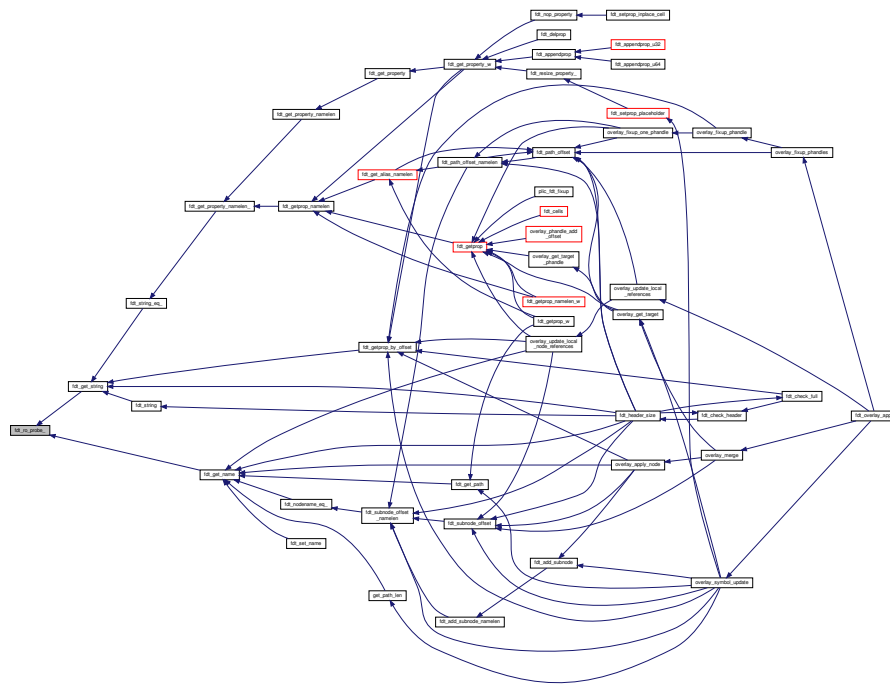 fdt_nop_property
fdt_setprop_inplace_cell
fdt_delprop
fdt_appendprop_u32
fdt_appendprop
fdt_get_property_w
fdt_appendprop_u64
fdt_get_property
fdt_resize_property_
fdt_get_property_namelen
fdt_setprop_placeholder
overlay_fixup_one_phandle
overlay_fixup_phandle
fdt_path_offset
overlay_fixup_phandles
fdt_path_offset_namelen
fdt_get_alias_namelen
plic_fdt_fixup
fdt_get_property_namelen_
fdt_getprop_namelen
fdt_cells
overlay_phandle_add
_offset
fdt_getprop
overlay_get_target
_phandle
overlay_update_local
_references
fdt_string_eq_
fdt_getprop_namelen_w
overlay_get_target
fdt_getprop_w
overlay_update_local
_node_references
fdt_getprop_by_offset
fdt_get_string
fdt_check_full
fdt_string
fdt_header_size
fdt_check_header
fdt_overlay_app
fdt_ro_probe_
overlay_merge
overlay_apply_node
fdt_get_name
fdt_get_path
fdt_nodename_eq_
fdt_subnode_offset
_namelen
fdt_subnode_offset
fdt_set_name
fdt_add_subnode
overlay_symbol_update
get_path_len
fdt_add_subnode_namelen